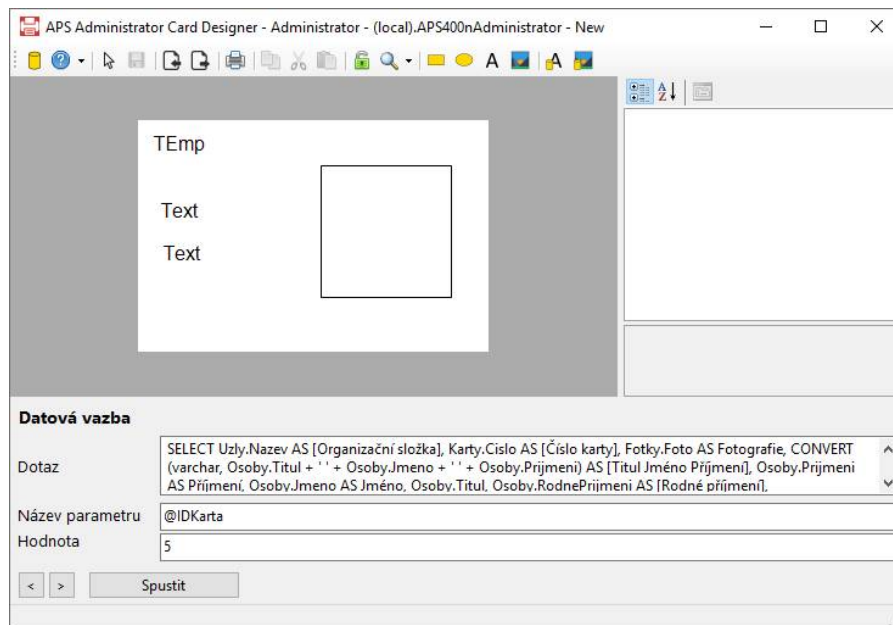 APS Administrator Card Designer - Administrator - (local).APS400nAdministrator - New
TEmp
Text
Text
Datová vazba
Dotaz
SELECT Uzly.Nazev AS [Organizační složka], Karty.Cislo AS [Číslo karty], Fotky.Foto AS Fotografie, CONVERT
(varchar, Osoby.Titul + ' ' + Osoby.Jmeno + ' ' + Osoby.Prijmeni) AS [Titul Jméno Příjmení], Osoby.Prijmeni
AS Příjmení, Osoby.Jmeno AS Jméno, Osoby.Titul, Osoby.RodnePrijmeni AS [Rodné příjmení],
Název parametru @IDKarta
Hodnota 5
< > Spustit